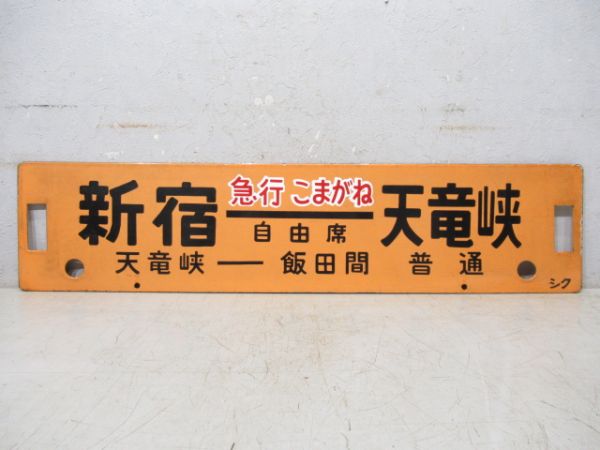 急行 こまがね
新宿 ━ 天竜峡
自由席
天竜峡 ━ 飯田間 普通
シク